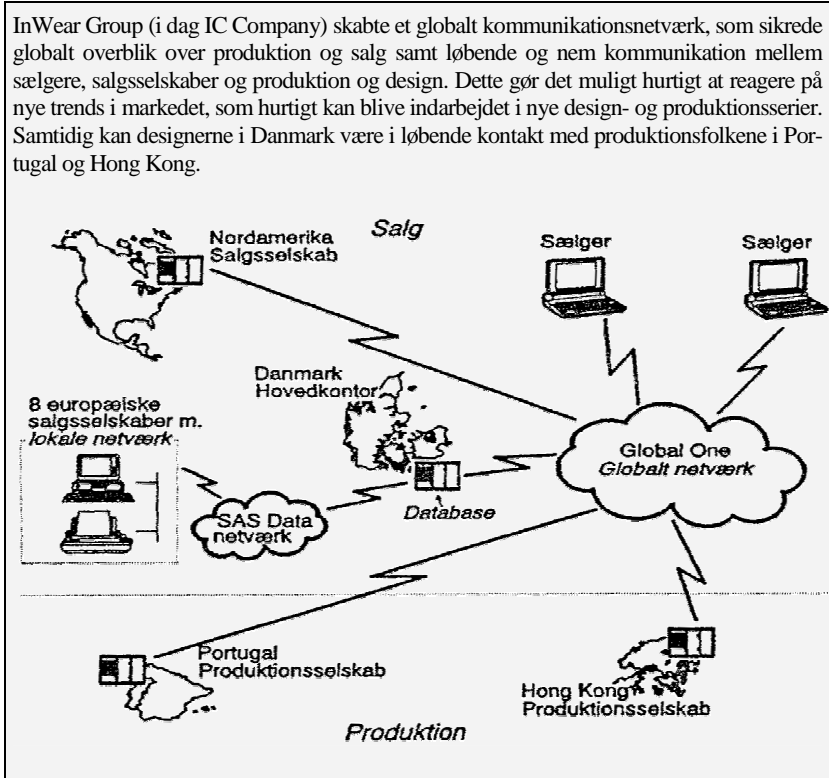 InWear Group (i dag IC Company) skabte et globalt kommunikationsnetværk, som sikrede
globalt overblik over produktion og salg samt løbende og nem kommunikation mellem
sælgere, salgsselskaber og produktion og design. Dette gør det muligt hurtigt at reagere på
nye trends i markedet, som hurtigt kan blive indarbejdet i nye design- og produktionsserier.
Samtidig kan designerne i Danmark være i løbende kontakt med produktionsfolkene i Por-
tugal og Hong Kong.
Salg
Nordamerika
Salgsselskab
Sælger
Sælger
Danmark
Hovedkontor
8 europæiske
salgsselskaber m.
lokale netværk
Global One
Globalt netværk
Database
SAS Data
netværk
Portugal
Produktionsselskab
Hong Kong
Produktionsselskab
Produktion